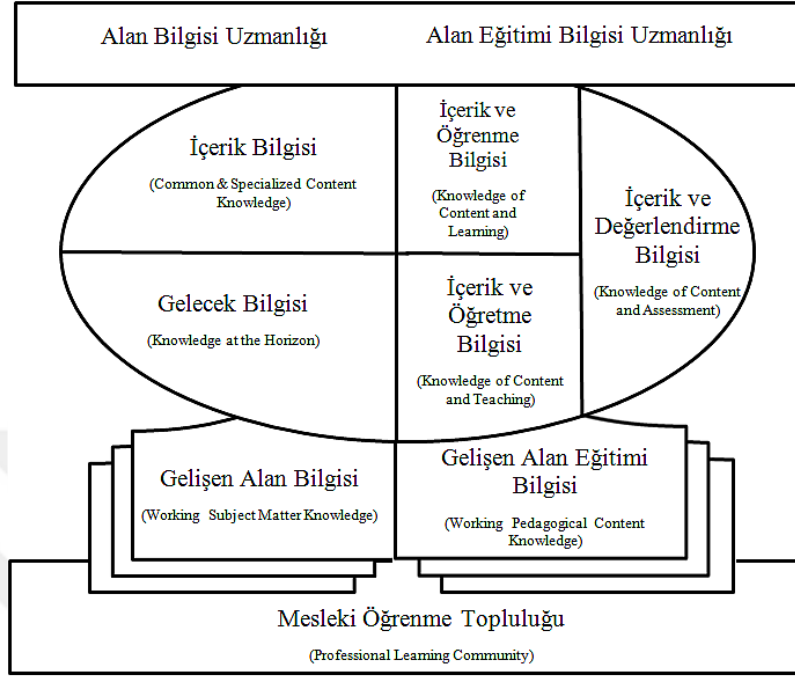 Alan Bilgisi Uzmanlığı
Alan Eğitimi Bilgisi Uzmanlığı
İçerik Bilgisi
(Common & Specialized Content
Knowledge)
İçerik ve
Öğrenme
Bilgisi
(Knowledge of
Content and
Learning)
İçerik ve
Değerlendirme
Bilgisi
(Knowledge of Content
and Assessment)
Gelecek Bilgisi
(Knowledge at the Horizon)
İçerik ve
Öğretme
Bilgisi
(Knowledge of Content
and Teaching)
Gelişen Alan Bilgisi
(Working Subject Matter Knowledge)
Gelişen Alan Eğitimi
Bilgisi
(Working Pedagogical Content
Knowledge)
Mesleki Öğrenme Topluluğu
(Professional Learning Community)